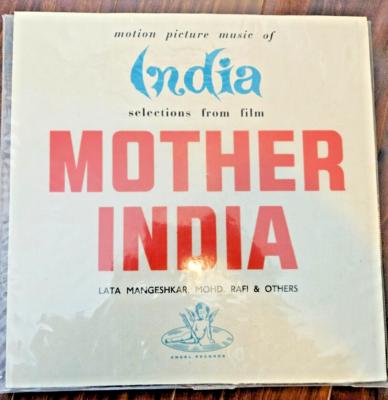 motion picture music of
India
selections from film
MOTHER
INDIA
LATA MANGESHKAR, MOHD. RAFI & OTHERS
ANGEL RECORDS